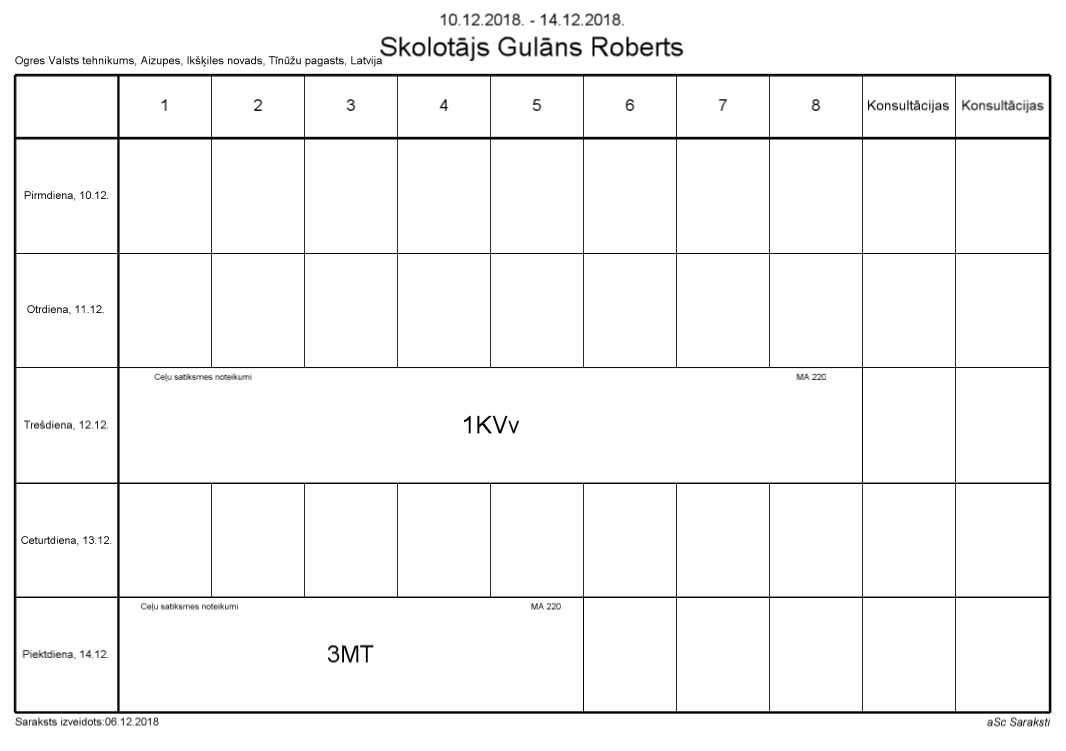 10.12.2018. - 14.12.2018.
Skolotājs Gulāns Roberts
Ogres Valsts tehnikums, Aizupes, Ikšķiles novads, Tīnūžu pagasts, Latvija
1 2 3 4 5 6 7 8 Konsultācijas Konsultācijas
Pirmdiena, 10.12.
Otrdiena, 11.12.
Ceļu satiksmes noteikumi MA 220
Trešdiena, 12.12. 1KVv
Ceturtdiena, 13.12.
Ceļu satiksmes noteikumi MA 220
Piektdiena, 14.12. 3MT
Saraksts izveidots:06.12.2018 aSc Saraksti